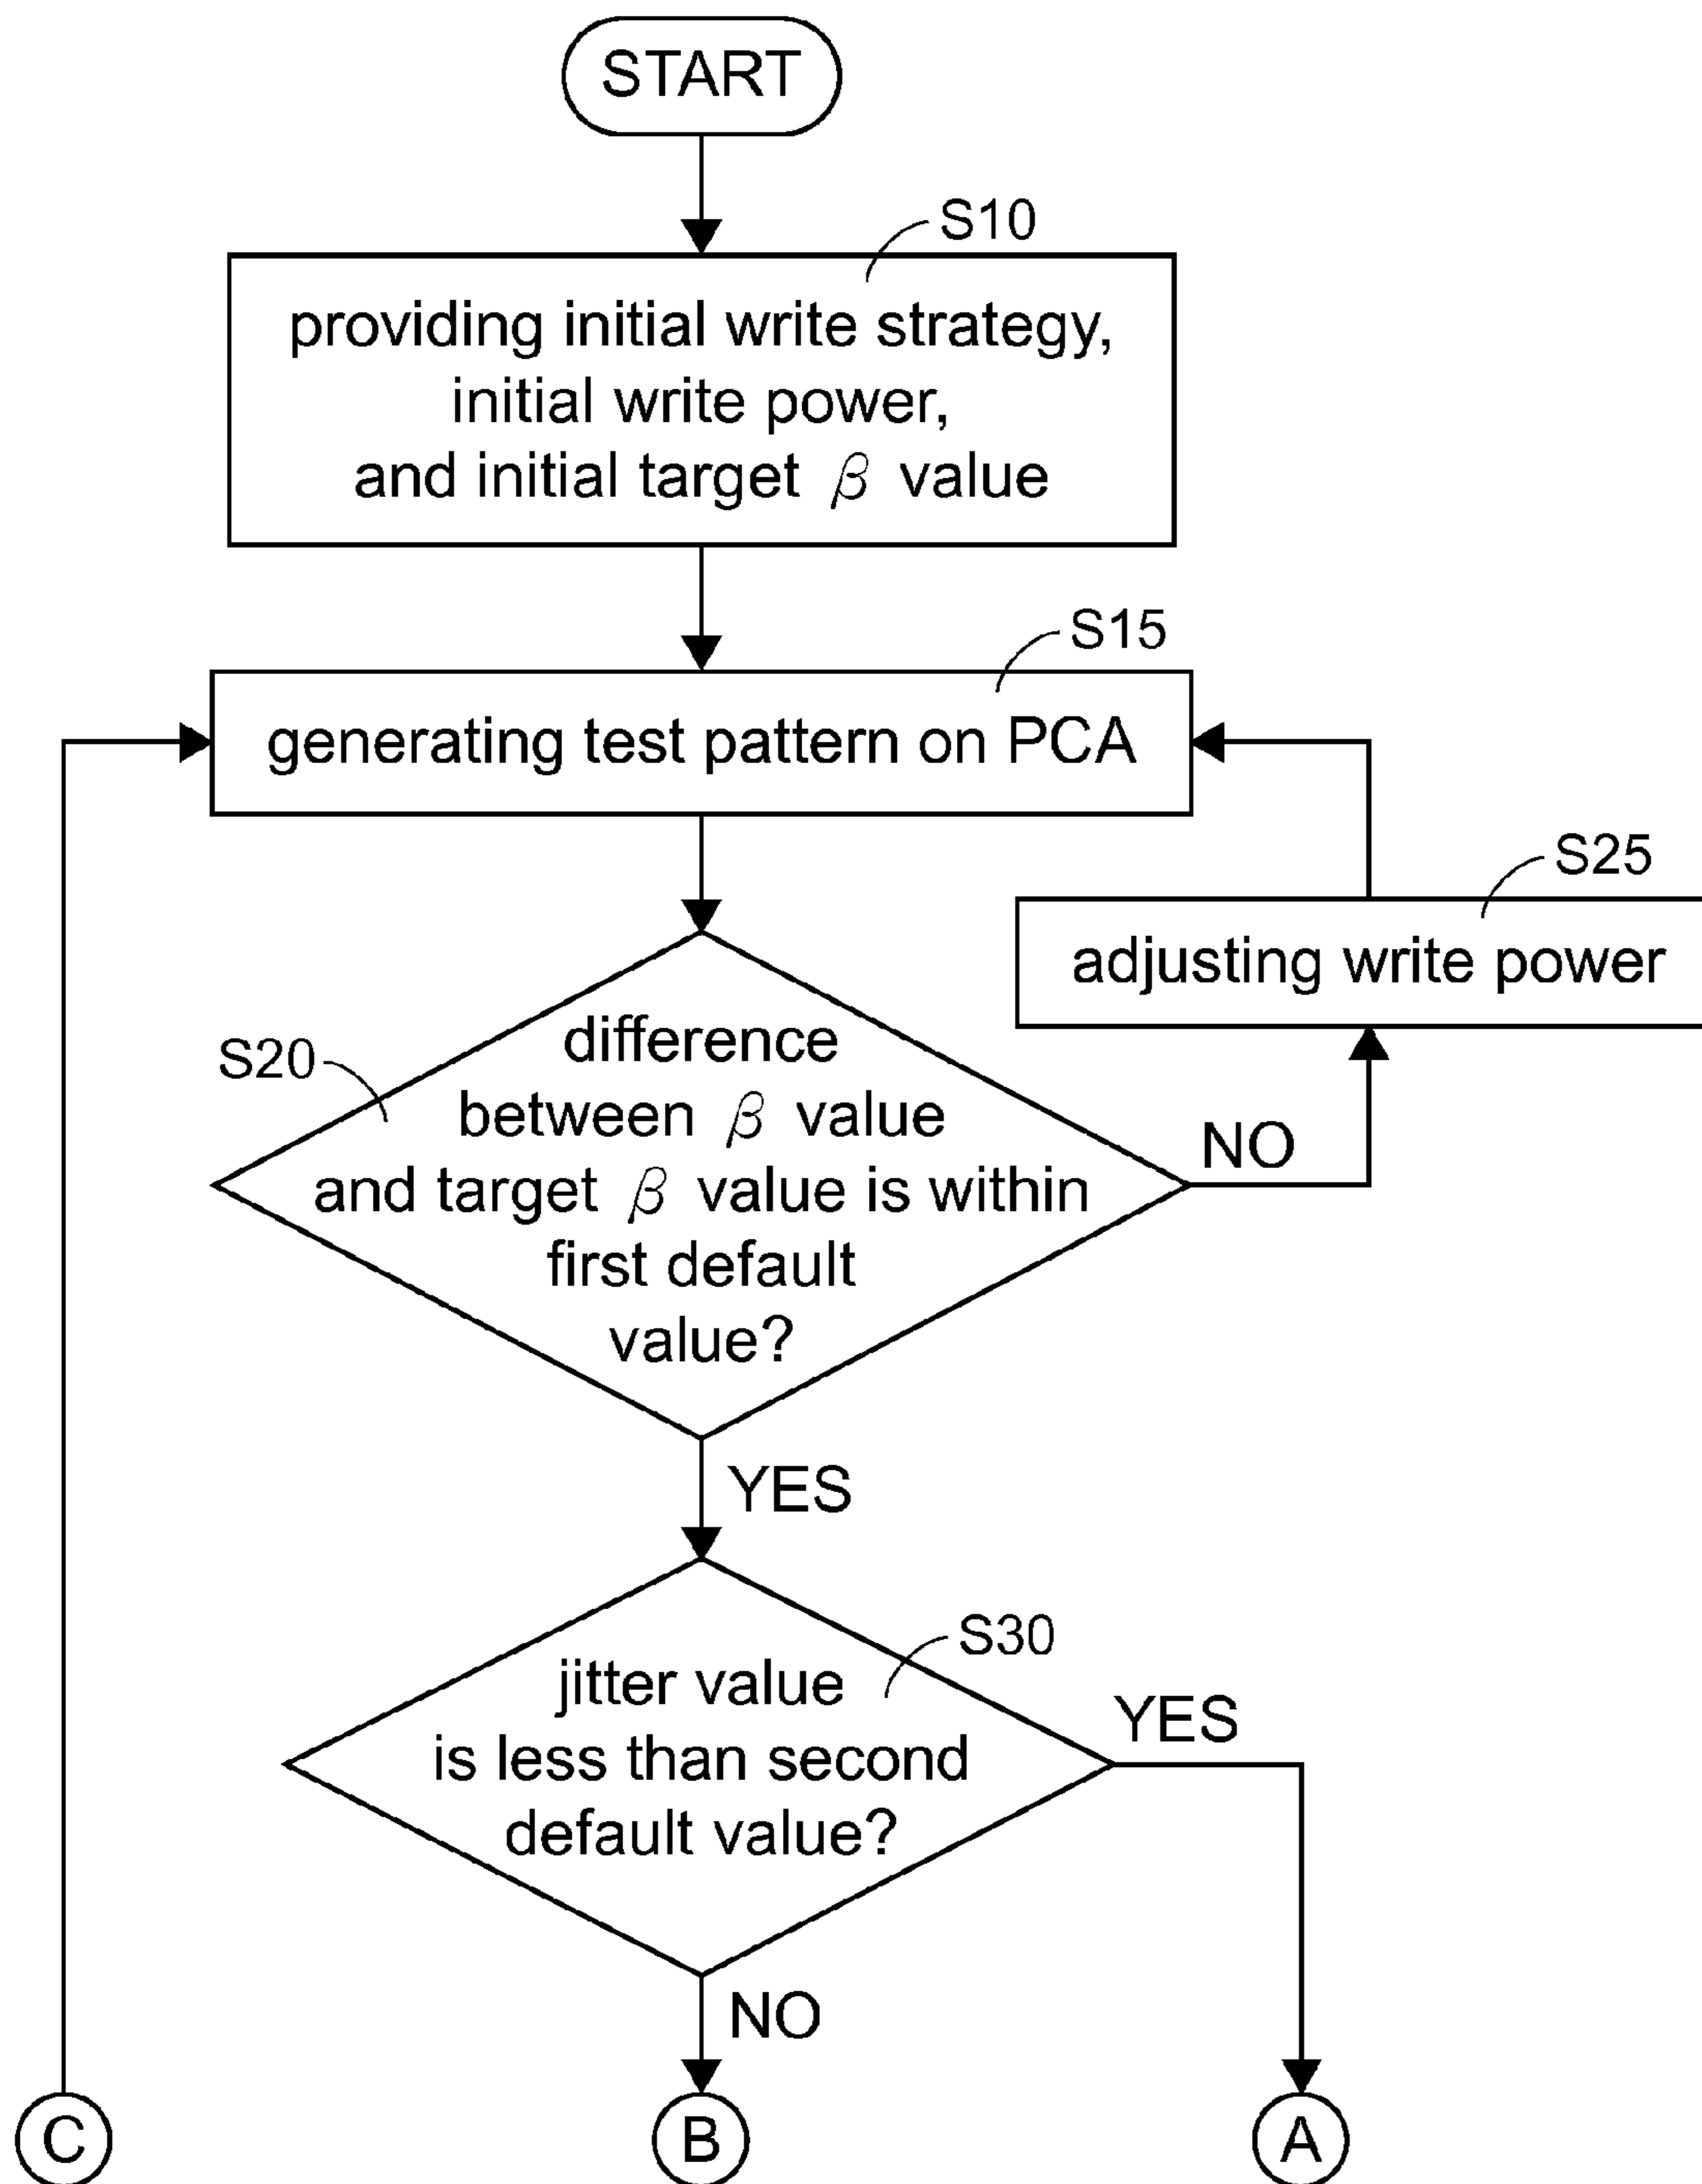 START
S10
providing initial write strategy,
initial write power,
and initial target β value
S15
generating test pattern on PCA
S25
adjusting write power
S20
difference
between β value
and target β value is within
first default
value?
NO
YES
S30
jitter value
is less than second
default value?
YES
NO
C
B
A